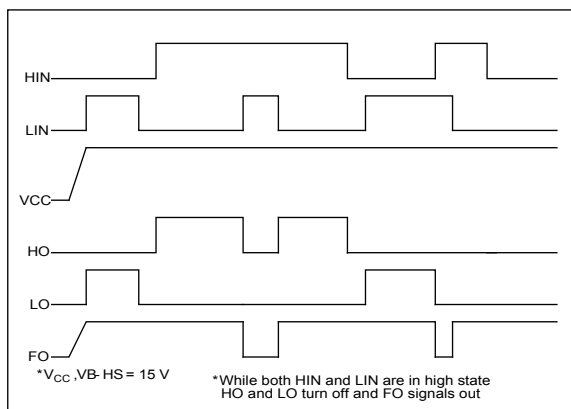 HIN
LIN
VCC
HO
LO
FO
*VCC ,VB- HS = 15 V
*While both HIN and LIN are in high state
HO and LO turn off and FO signals out